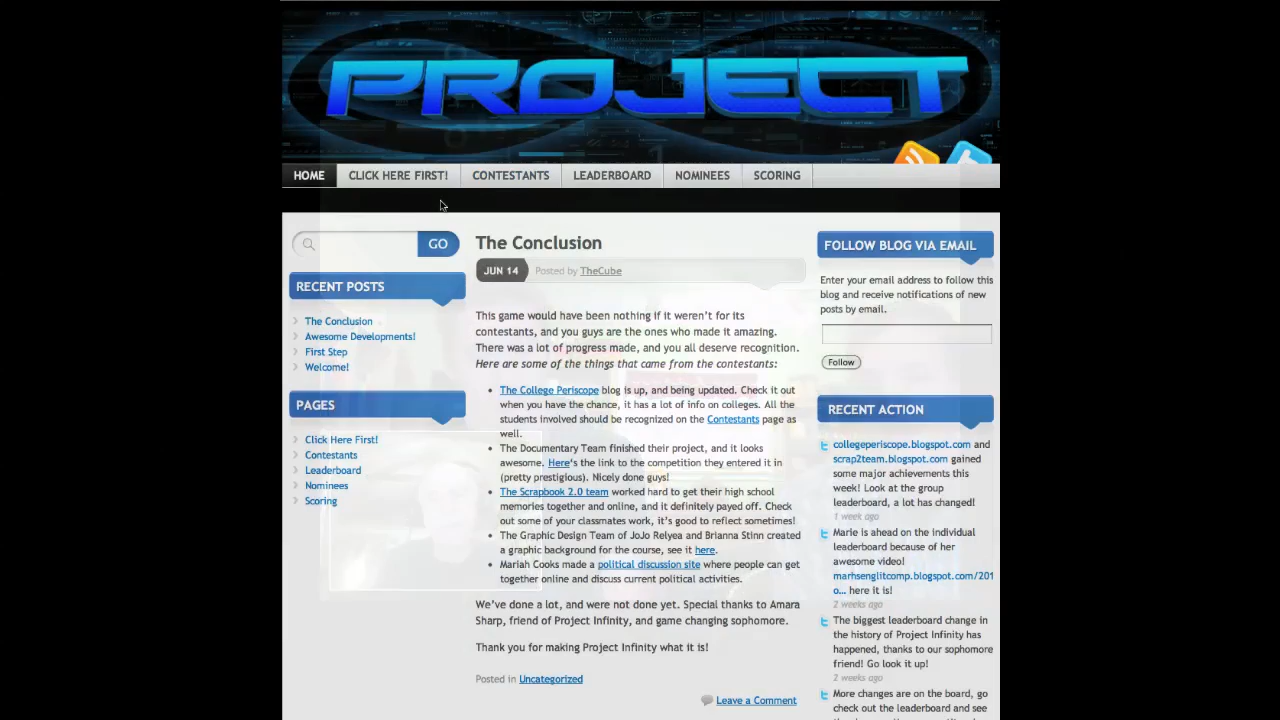 PROJECT
HOME CLICK HERE FIRST! CONTESTANTS LEADERBOARD NOMINEES SCORING
GO
RECENT POSTS
The Conclusion
Awesome Developments!
First Step
Welcome!
PAGES
Click Here First!
Contestants
Leaderboard
Nominees
Scoring
The Conclusion
JUN 14 Posted by TheCube
This game would have been nothing if it weren't for its
contestants, and you guys are the ones who made it amazing.
There was a lot of progress made, and you all deserve recognition.
Here are some of the things that came from the contestants:
• The College Periscope blog is up, and being updated. Check it out
when you have the chance, it has a lot of info on colleges. All the
students involved should be recognized on the Contestants page as
well.
• The Documentary Team finished their project, and it looks
awesome. Here's the link to the competition they entered it in
(pretty prestigious). Nicely done guys!
• The Scrapbook 2.0 team worked hard to get their high school
memories together and online, and it definitely payed off. Check
out some of your classmates work, it's good to reflect sometimes!
• The Graphic Design Team of JoJo Relyea and Brianna Stinn created
a graphic background for the course, see it here.
• Mariah Cooks made a political discussion site where people can get
together online and discuss current political activities.
We've done a lot, and were not done yet. Special thanks to Amara
Sharp, friend of Project Infinity, and game changing sophomore.
Thank you for making Project Infinity what it is!
Posted in Uncategorized
Leave a Comment
FOLLOW BLOG VIA EMAIL
Enter your email address to follow this
blog and receive notifications of new
posts by email.
Follow
RECENT ACTION
collegeperiscope.blogspot.com and
scrap2team.blogspot.com gained
some major achievements this
week! Look at the group
leaderboard, a lot has changed!
1 week ago
Marie is ahead on the individual
leaderboard because of her
awesome video!
marhsenglitcomp.blogspot.com/201
o... here it is!
2 weeks ago
The biggest leaderboard change in
the history of Project Infinity has
happened, thanks to our sophomore
friend! Go look it up!
2 weeks ago
More changes are on the board, go
check out the leaderboard and see